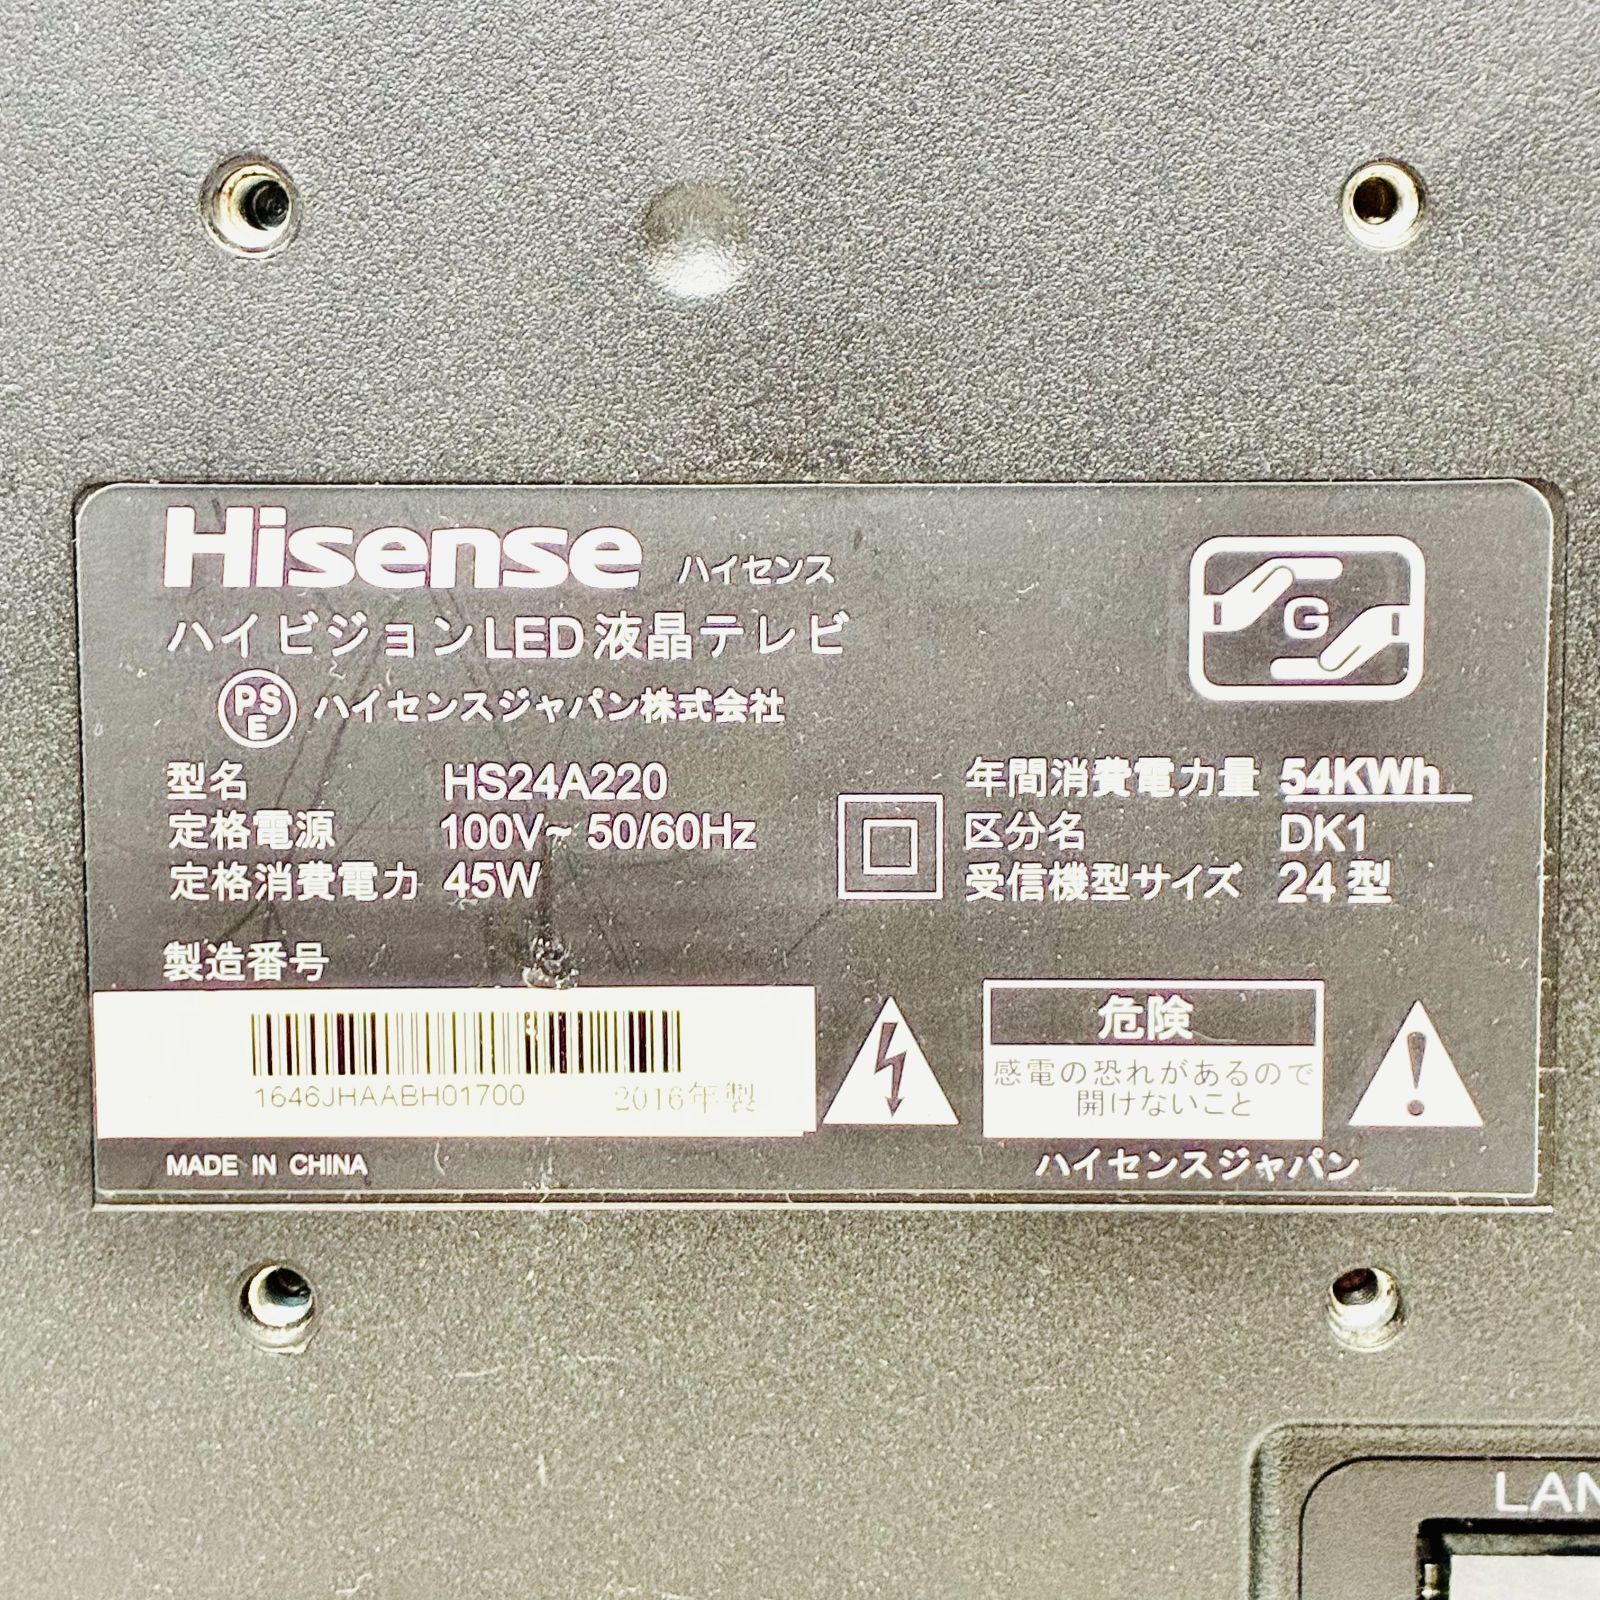 Hisense ハイセンス
ハイビジョンLED液晶テレビ
PSE ハイセンスジャパン株式会社
G
型名 HS24A220
定格電源 100V~ 50/60Hz
定格消費電力 45W
年間消費電力量 54KWh
区分名 DK1
受信機型サイズ 24型
製造番号
1646JHAABH01700 2016年製
MADE IN CHINA
危険
感電の恐れがあるので
開けないこと
ハイセンスジャパン
LAN